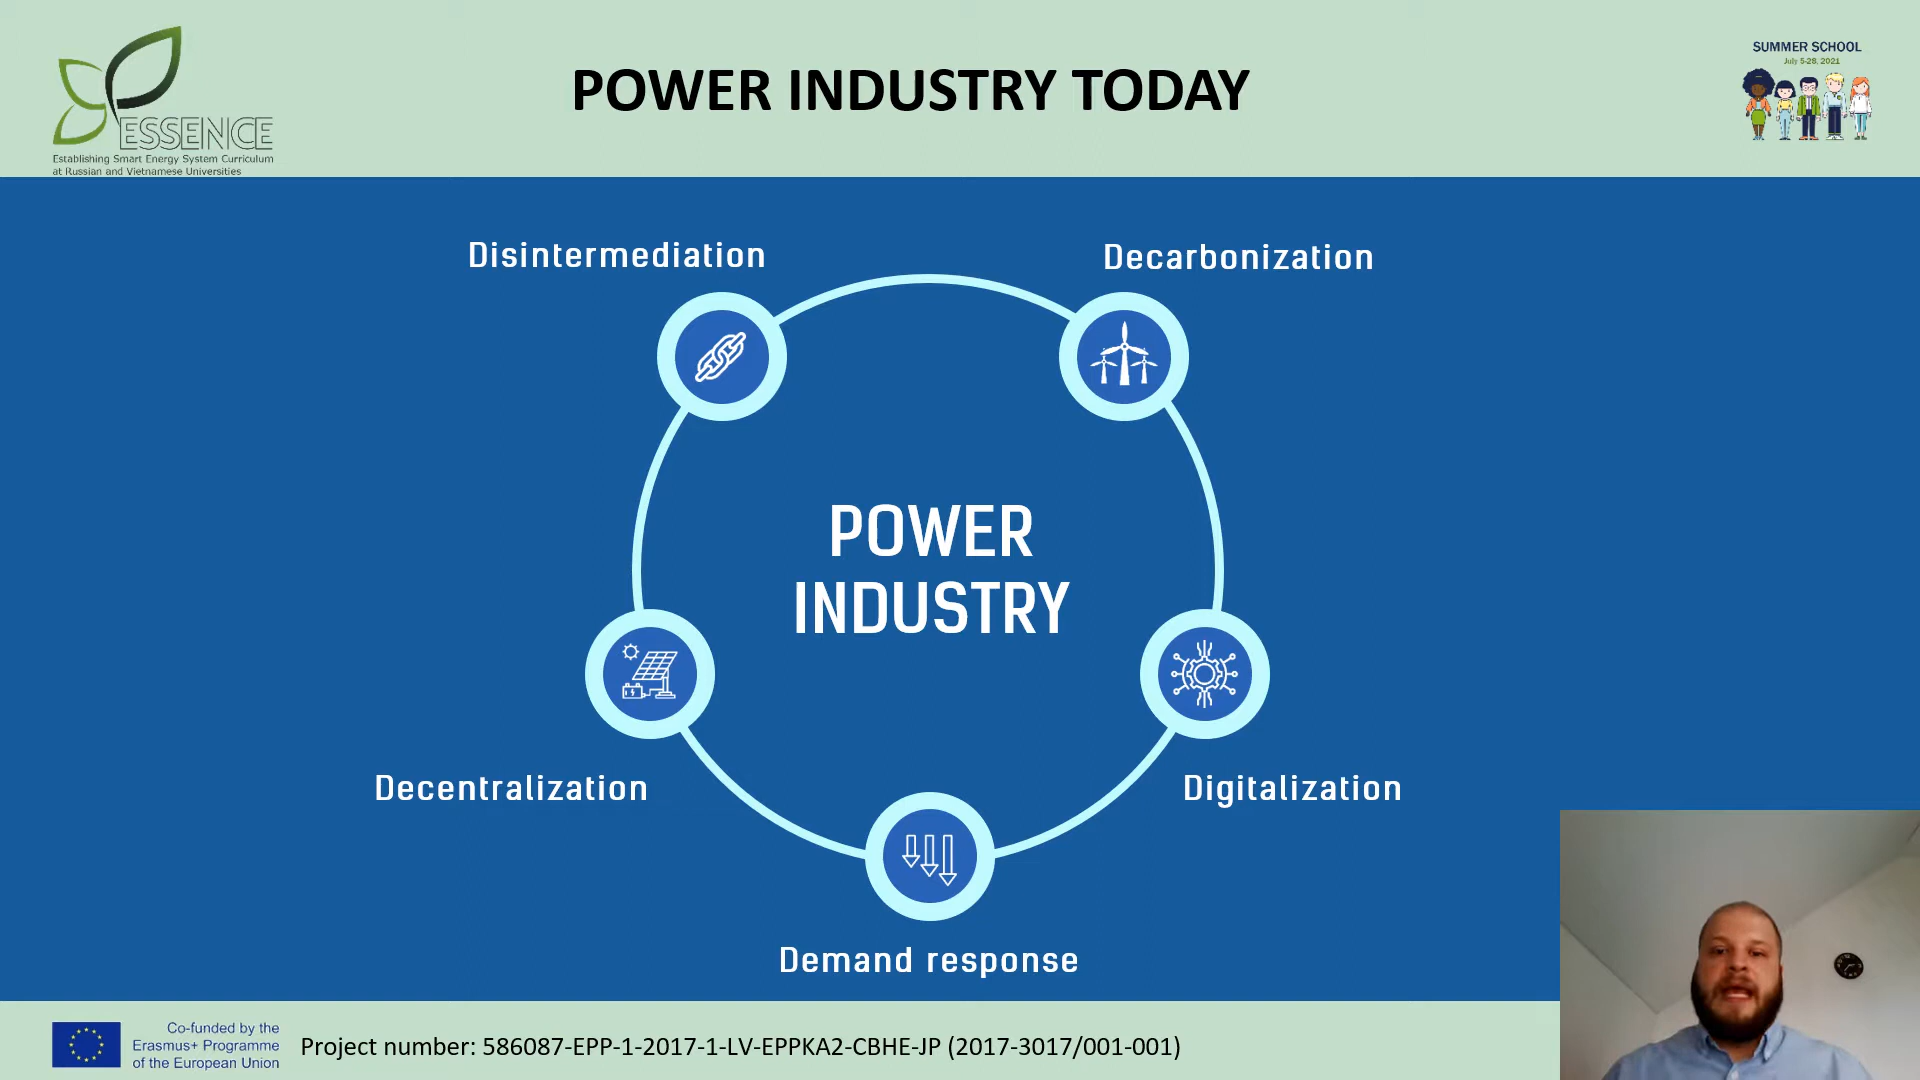 POWER INDUSTRY TODAY
ESSENCE
Establishing Smart Energy System Curriculum
at Russian and Vietnamese Universities
SUMMER SCHOOL
July 5-28, 2021
Disintermediation
Decarbonization
POWER
INDUSTRY
Decentralization
Digitalization
Demand response
Co-funded by the
Erasmus+ Programme
of the European Union
Project number: 586087-EPP-1-2017-1-LV-EPPKA2-CBHE-JP (2017-3017/001-001)